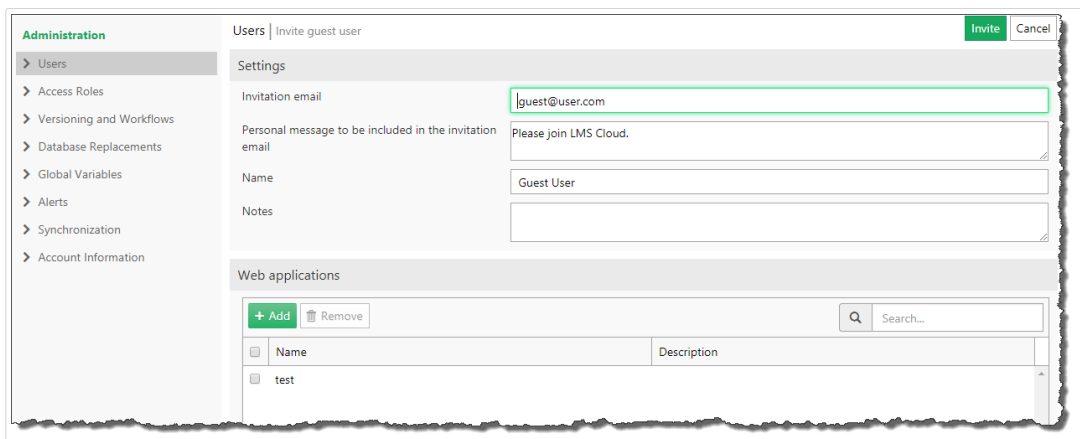 Administration
Users
Access Roles
Versioning and Workflows
Database Replacements
Global Variables
Alerts
Synchronization
Account Information
Users | Invite guest user
Invite Cancel
Settings
Invitation email
guest@user.com
Personal message to be included in the invitation
email
Please join LMS Cloud.
Name
Guest User
Notes
Web applications
+ Add Remove
Search...
Name Description
test